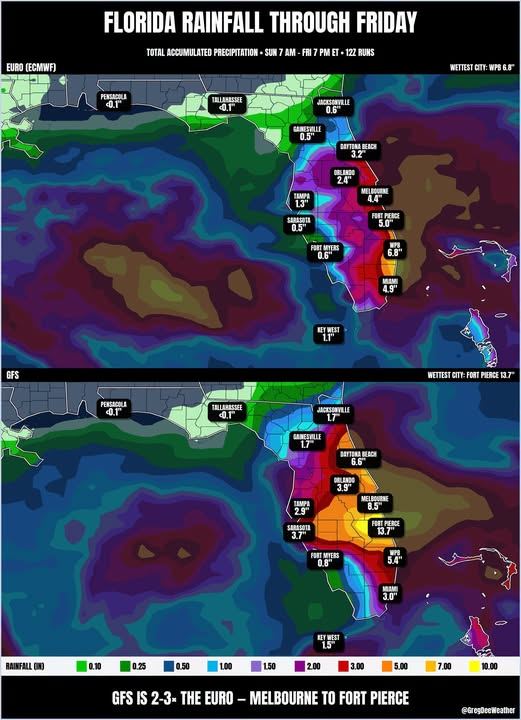 FLORIDA RAINFALL THROUGH FRIDAY
TOTAL ACCUMULATED PRECIPITATION • SUN 7 AM - FRI 7 PM ET • 12Z RUNS
EURO (ECMWF)
WETTEST CITY: WPB 6.8"
PENSACOLA
<0.1"
TALLAHASSEE
<0.1"
JACKSONVILLE
0.6"
GAINESVILLE
0.5"
DAYTONA BEACH
3.2"
ORLANDO
2.4"
MELBOURNE
4.4"
TAMPA
1.3"
SARASOTA
0.5"
FORT PIERCE
5.0"
FORT MYERS
0.6"
WPB
6.8"
MIAMI
4.9"
KEY WEST
1.1"
GFS
WETTEST CITY: FORT PIERCE 13.7"
PENSACOLA
<0.1"
TALLAHASSEE
<0.1"
JACKSONVILLE
1.7"
GAINESVILLE
1.7"
DAYTONA BEACH
6.6"
ORLANDO
3.9"
MELBOURNE
8.5"
TAMPA
2.9"
SARASOTA
3.7"
FORT PIERCE
13.7"
FORT MYERS
0.8"
WPB
5.4"
MIAMI
3.0"
KEY WEST
1.5"
RAINFALL (IN) 0.10 0.25 0.50 1.00 1.50 2.00 3.00 5.00 7.00 10.00
GFS IS 2-3× THE EURO – MELBOURNE TO FORT PIERCE
@GregDeeWeather